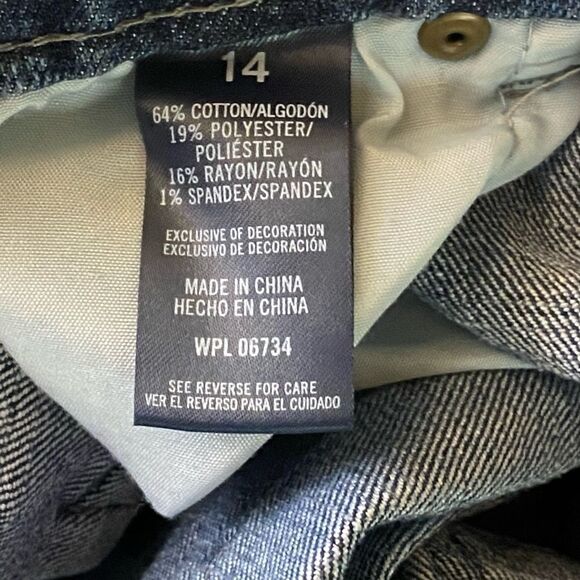 14
64% COTTON/ALGODÓN
19% POLYESTER/
POLIÉSTER
16% RAYON/RAYÓN
1% SPANDEX/SPANDEX
EXCLUSIVE OF DECORATION
EXCLUSIVO DE DECORACIÓN
MADE IN CHINA
HECHO EN CHINA
WPL 06734
SEE REVERSE FOR CARE
VER EL REVERSO PARA EL CUIDADO